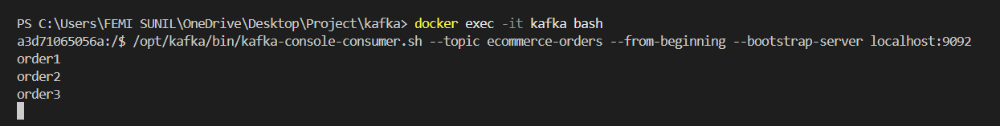 PS C:\Users\FEMI SUNIL\OneDrive\Desktop\Project\kafka> docker exec -it kafka bash
a3d71065056a:/$ /opt/kafka/bin/kafka-console-consumer.sh --topic ecommerce-orders --from-beginning --bootstrap-server localhost:9092
order1
order2
order3